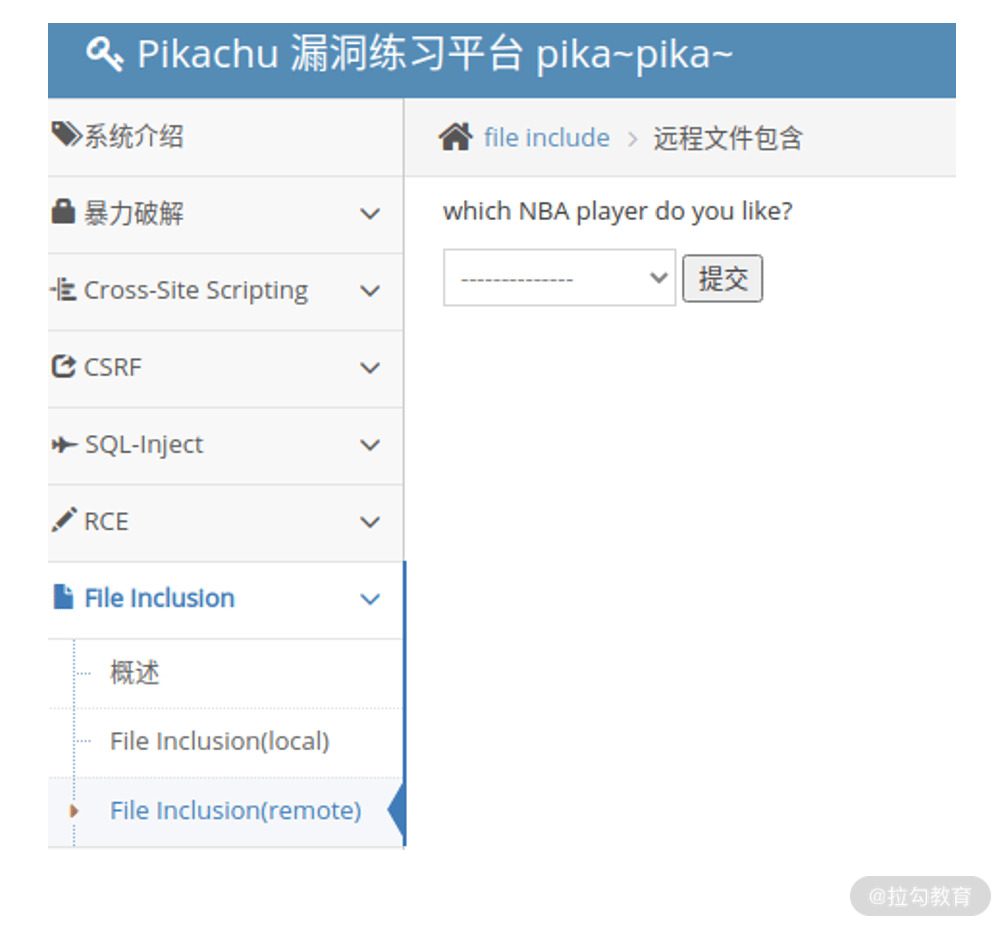 Pikachu 漏洞练习平台 pika~pika~
系统介绍
暴力破解
Cross-Site Scripting
CSRF
SQL-Inject
RCE
File Inclusion
概述
File Inclusion(local)
File Inclusion(remote)
file include > 远程文件包含
which NBA player do you like?
--------------
提交
@拉勾教育